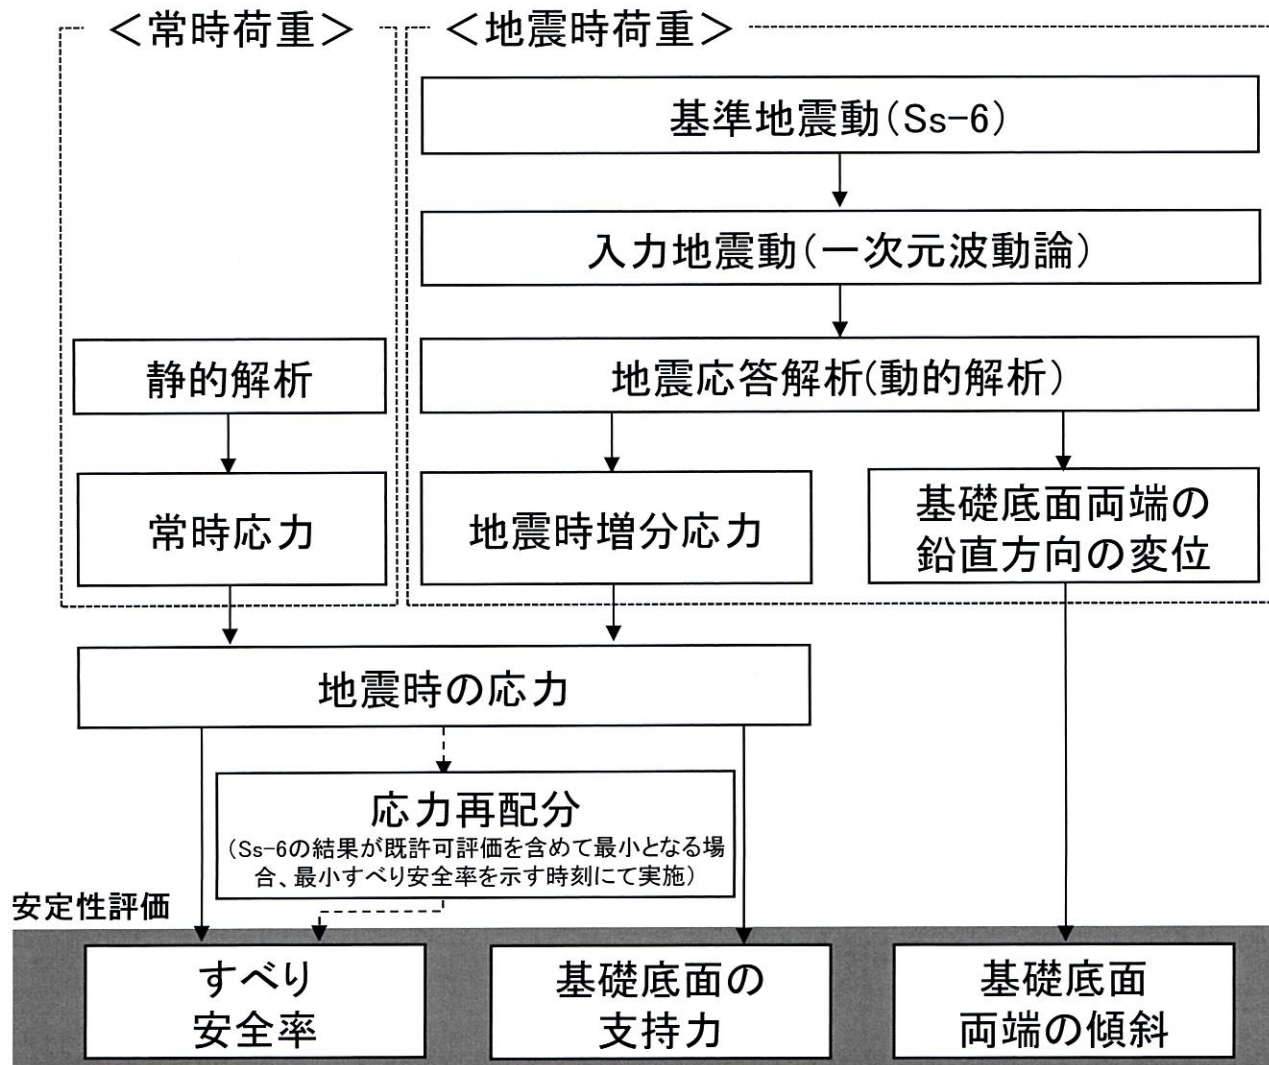 <常時荷重>
<地震時荷重>
基準地震動(Ss-6)
入力地震動(一次元波動論)
静的解析
地震応答解析(動的解析)
常時応力
地震時増分応力
基礎底面両端の
鉛直方向の変位
地震時の応力
応力再配分
(Ss-6の結果が既許可評価を含めて最小となる場
合、最小すべり安全率を示す時刻にて実施)
安定性評価
すべり
安全率
基礎底面の
支持力
基礎底面
両端の傾斜